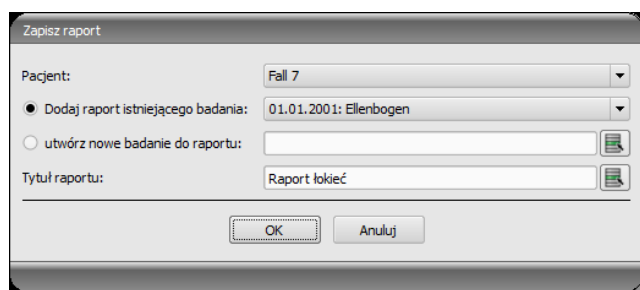 Zapisz raport
Pacjent: Fall 7
Dodaj raport istniejącego badania: 01.01.2001: Ellenbogen
utwórz nowe badanie do raportu:
Tytuł raportu: Raport łokieć
OK Anuluj